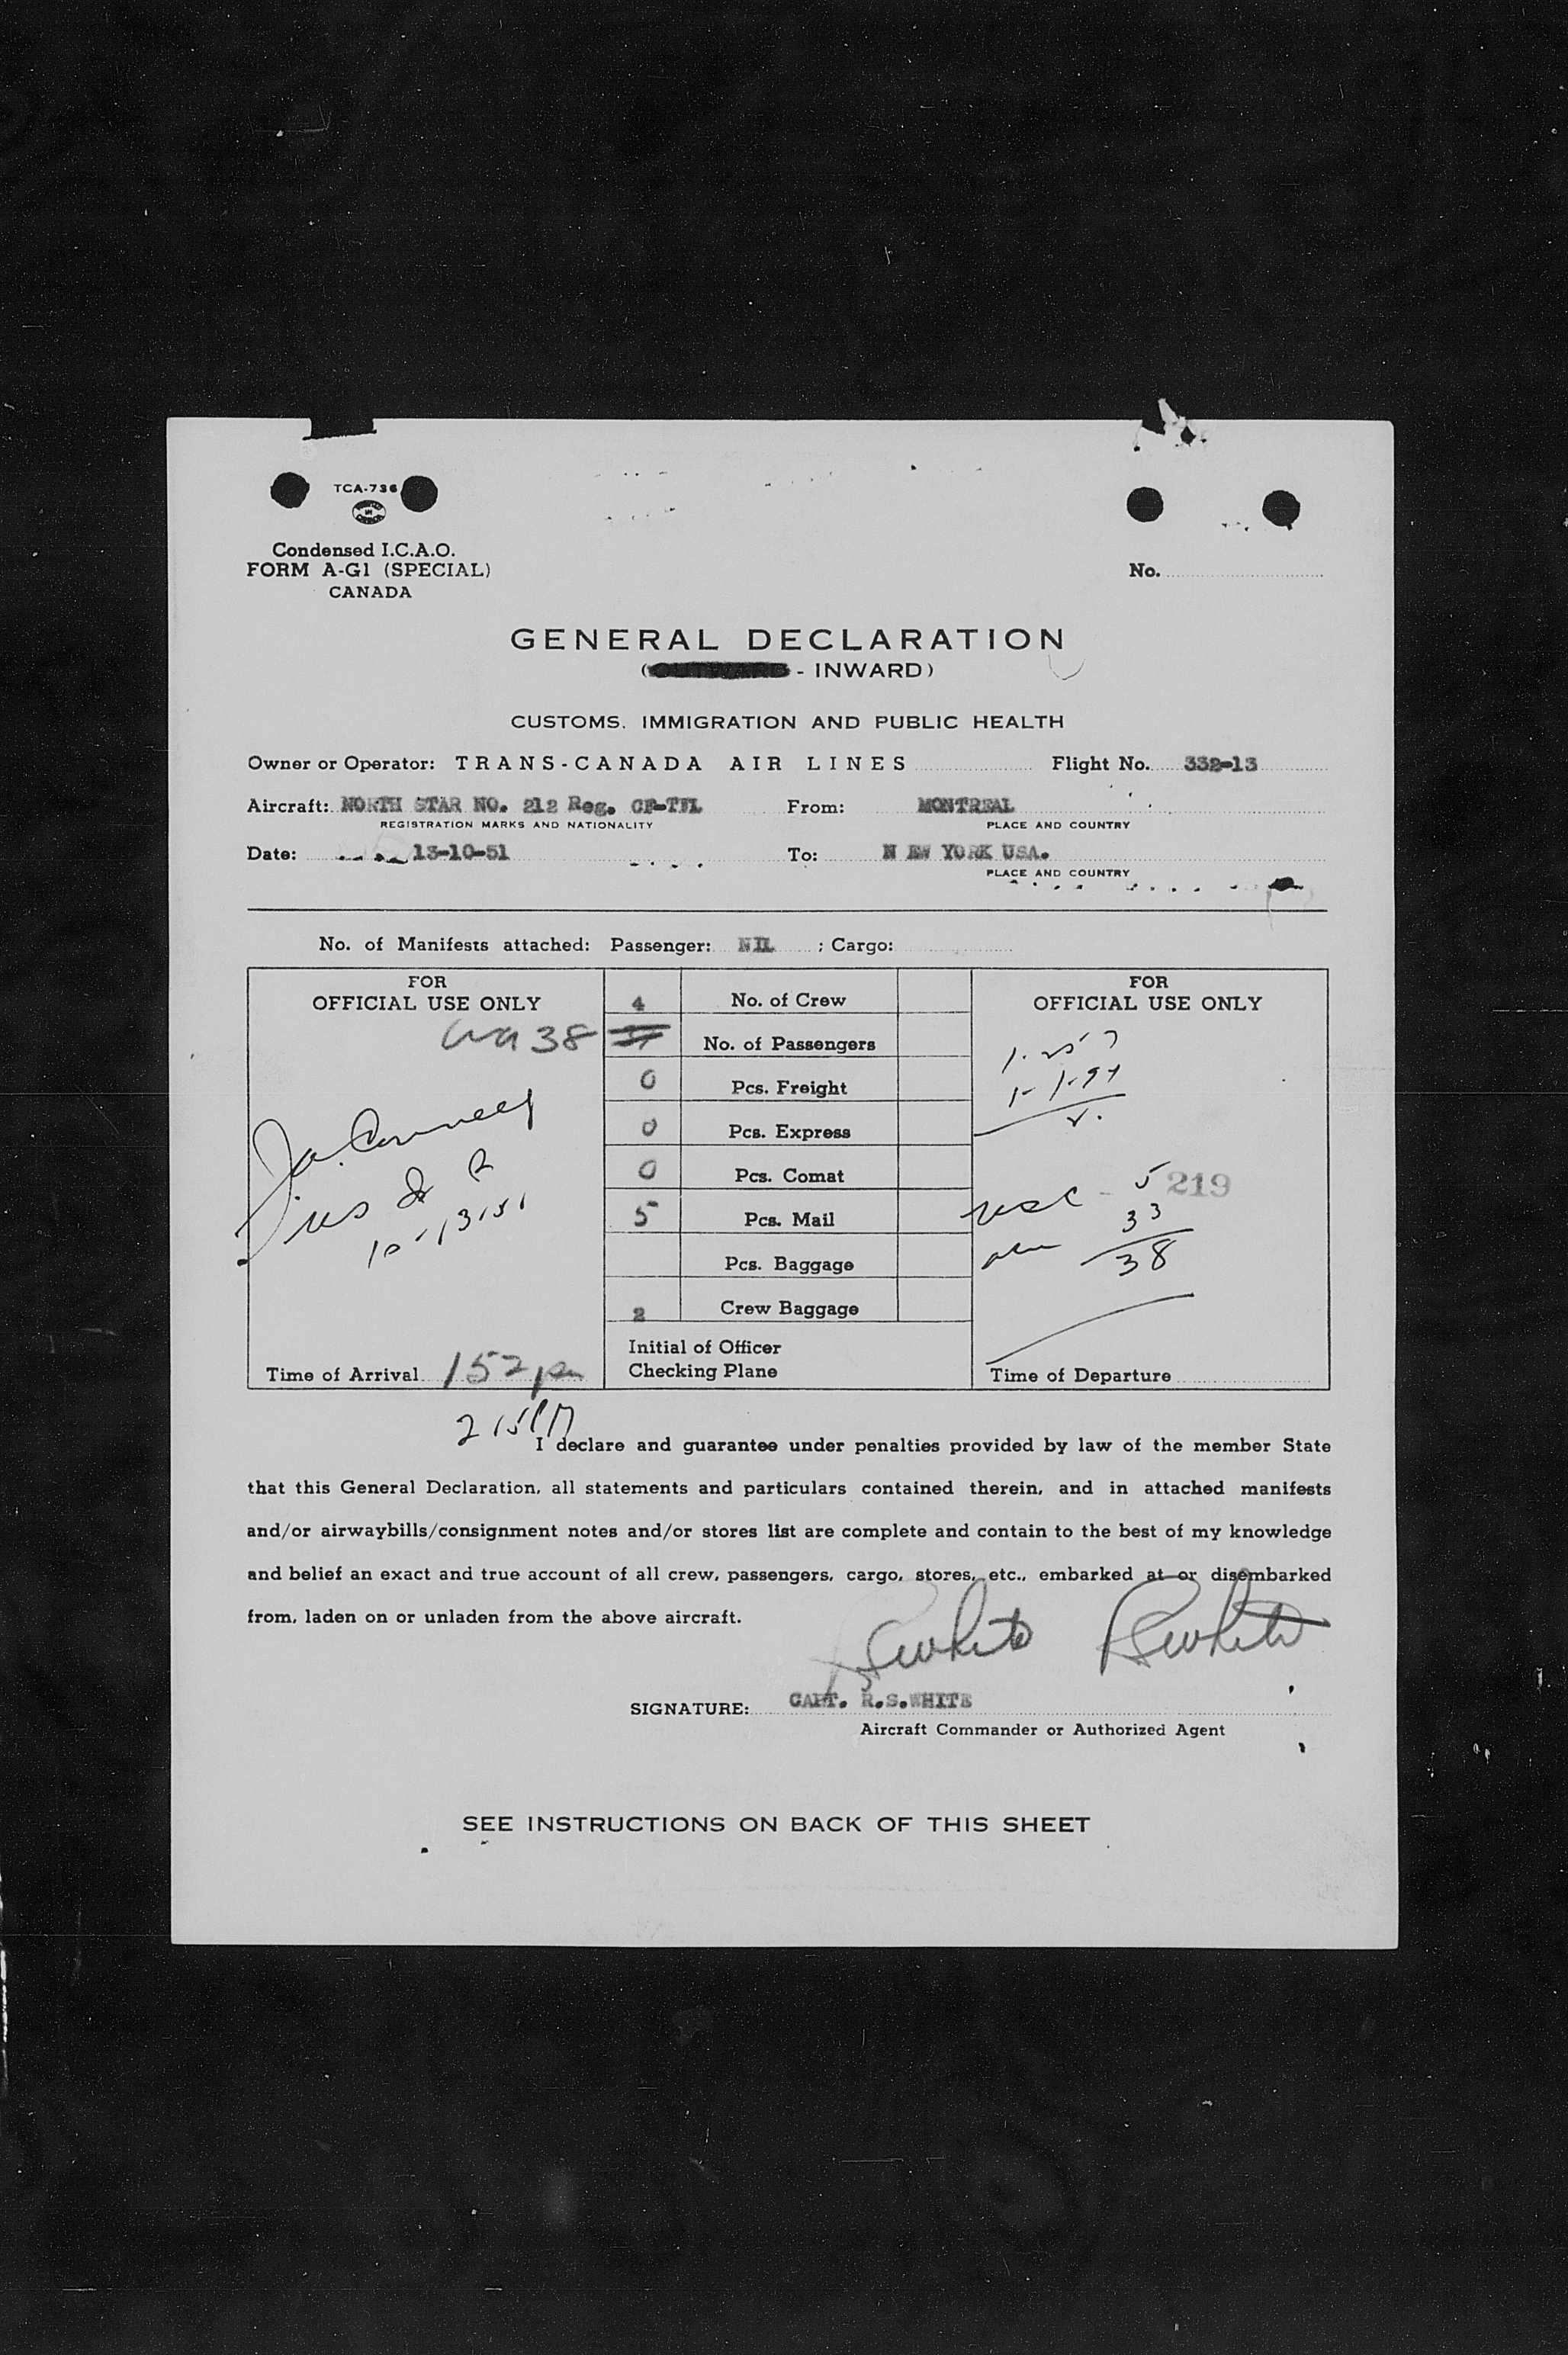 TCA-736
Condensed I.C.A.O.
FORM A-G1 (SPECIAL)
CANADA
No.
GENERAL DECLARATION
( - INWARD)
CUSTOMS, IMMIGRATION AND PUBLIC HEALTH
Owner or Operator: TRANS-CANADA AIR LINES Flight No. 332-13
Aircraft: NORTH STAR NO. 212 Reg. CF-TFL From: MONTREAL
REGISTRATION MARKS AND NATIONALITY PLACE AND COUNTRY
Date: 13-10-51 To: N EW YORK USA.
PLACE AND COUNTRY
No. of Manifests attached: Passenger: NIL ; Cargo:
FOR
OFFICIAL USE ONLY
38
10-13-51
Time of Arrival 152 pm
215PM
4 No. of Crew
No. of Passengers
0 Pcs. Freight
0 Pcs. Express
0 Pcs. Comat
5 Pcs. Mail
Pcs. Baggage
2 Crew Baggage
Initial of Officer
Checking Plane
FOR
OFFICIAL USE ONLY
usc - 5 219
33
38
Time of Departure
I declare and guarantee under penalties provided by law of the member State
that this General Declaration, all statements and particulars contained therein, and in attached manifests
and/or airwaybills/consignment notes and/or stores list are complete and contain to the best of my knowledge
and belief an exact and true account of all crew, passengers, cargo, stores, etc., embarked at or disembarked
from, laden on or unladen from the above aircraft.
RSWhite RSWhite
SIGNATURE: CAPT. R.S.WHITE
Aircraft Commander or Authorized Agent
SEE INSTRUCTIONS ON BACK OF THIS SHEET